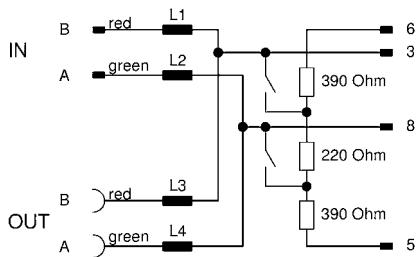 B red L1 6
IN 3
A green L2
390 Ohm
8
220 Ohm
B red L3
OUT 390 Ohm
A green L4 5